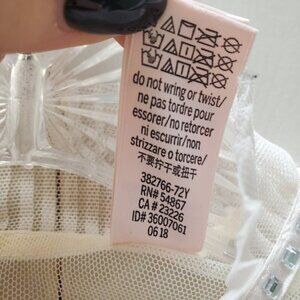 do not wring or twist/
ne pas tordre pour
essorer/no retorcer
ni escurrir/non
strizzare o torcere/
不要拧干或扭干
382766-72Y
RN# 54867
CA # 23226
ID# 36007061
06 18